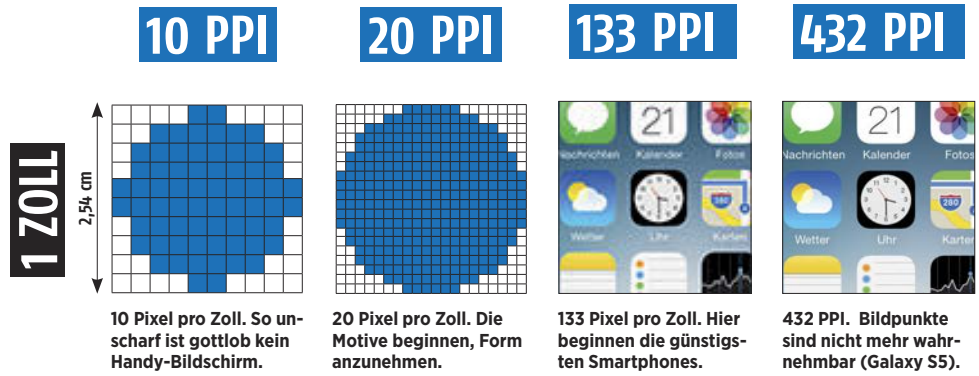 10 PPI
20 PPI
133 PPI
432 PPI
1 ZOLL
2,54 cm
21
Nachrichten Kalender Fotos
280
Wetter Uhr Karten
21
Nachrichten Kalender Fotos
12
280
Wetter Uhr Karten
10 Pixel pro Zoll. So un-
scharf ist gottlob kein
Handy-Bildschirm.
20 Pixel pro Zoll. Die
Motive beginnen, Form
anzunehmen.
133 Pixel pro Zoll. Hier
beginnen die günstigs-
ten Smartphones.
432 PPI. Bildpunkte
sind nicht mehr wahr-
nehmbar (Galaxy S5).